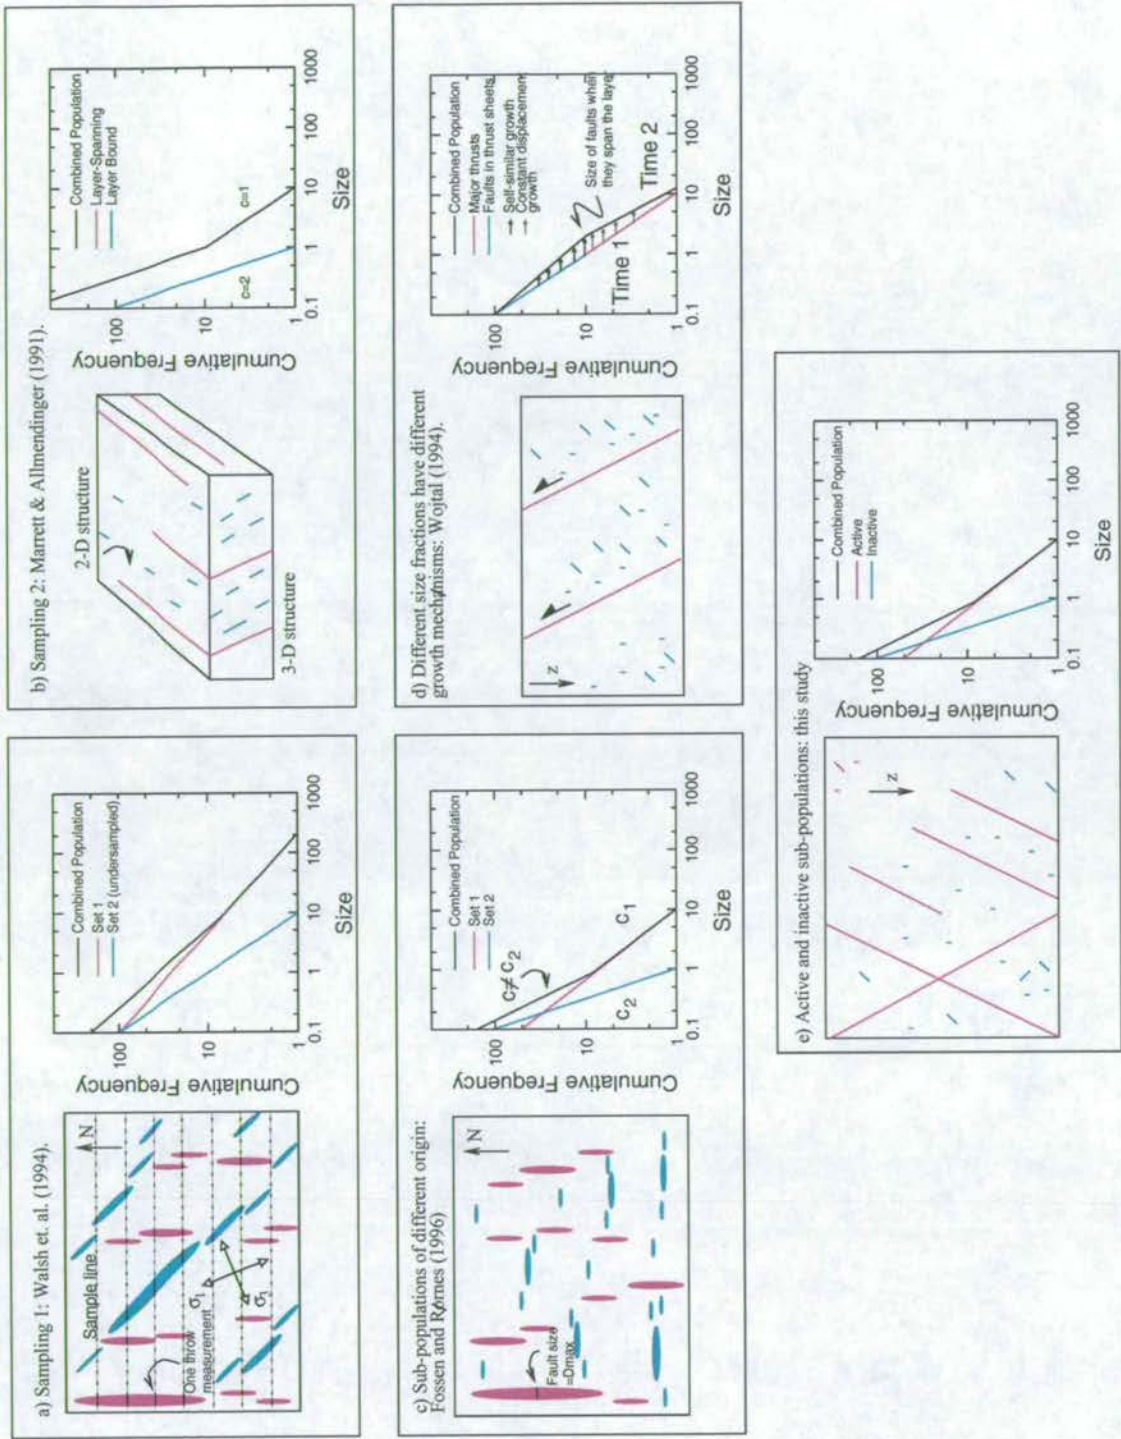 a) Sampling 1: Walsh et. al. (1994).
Sample line
N
One throw
measurement
σ1
σ1
Cumulative Frequency
100
10
1
0.1
1
10
100
1000
Size
Combined Population
Set 1
Set 2 (undersampled)
b) Sampling 2: Marrett & Allmendinger (1991).
2-D structure
3-D structure
Cumulative Frequency
100
10
1
0.1
1
10
100
1000
Size
Combined Population
Layer-Spanning
Layer Bound
c=2
c=1
c) Sub-populations of different origin:
Fossen and Rørnes (1996)
N
Fault size
=Dmax
Cumulative Frequency
100
10
1
0.1
1
10
100
1000
Size
Combined Population
Set 1
Set 2
C≠C2
C1
C2
d) Different size fractions have different
growth mechanisms: Wojtal (1994).
z
Cumulative Frequency
100
10
1
0.1
1
10
100
1000
Size
Combined Population
Major thrusts
Faults in thrust sheets
Self-similar growth
Constant displacement
growth
Size of faults when
they span the layer
Time 1
Time 2
e) Active and inactive sub-populations: this study
z
Cumulative Frequency
100
10
1
0.1
1
10
100
1000
Size
Combined Population
Active
Inactive